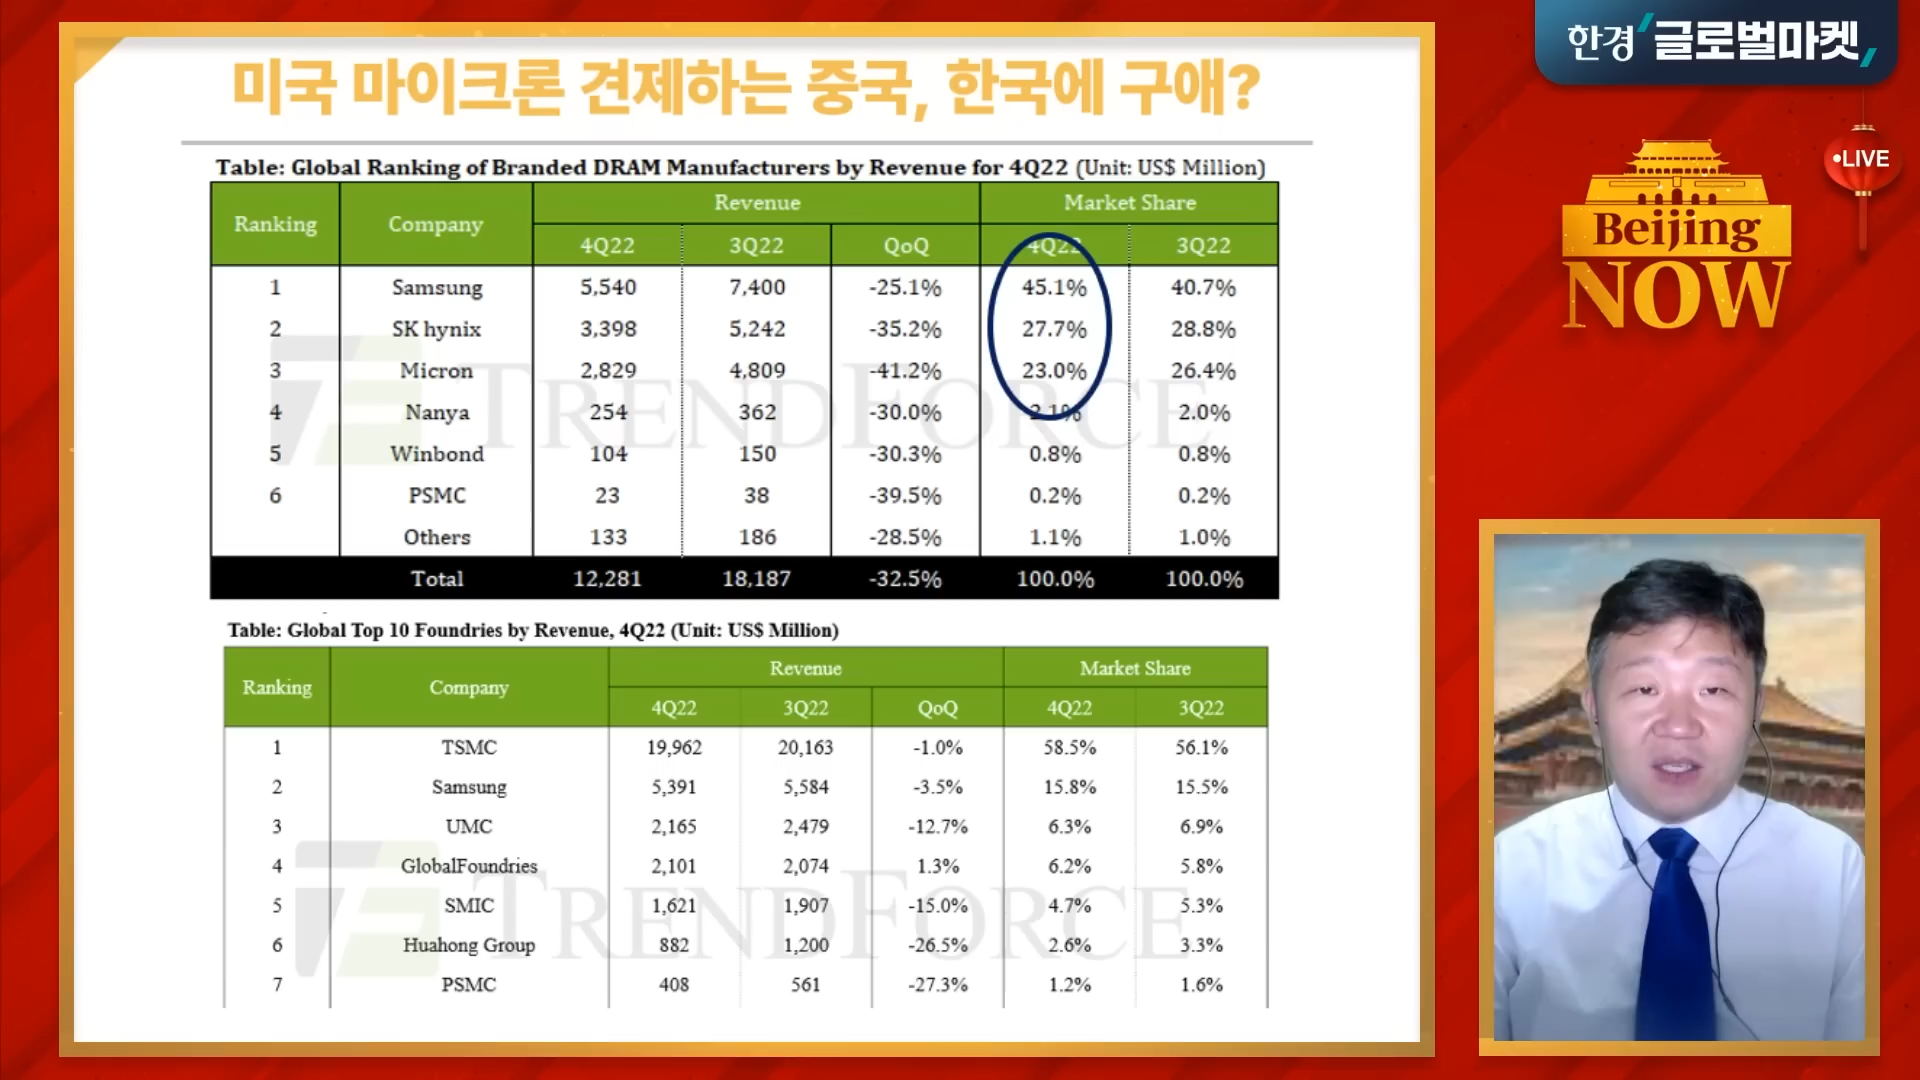 한경 글로벌마켓
미국 마이크론 견제하는 중국, 한국에 구애?
•LIVE
Beijing
NOW
Table: Global Ranking of Branded DRAM Manufacturers by Revenue for 4Q22 (Unit: US$ Million)
Ranking Company Revenue Market Share
4Q22 3Q22 QoQ 4Q22 3Q22
1 Samsung 5,540 7,400 -25.1% 45.1% 40.7%
2 SK hynix 3,398 5,242 -35.2% 27.7% 28.8%
3 Micron 2,829 4,809 -41.2% 23.0% 26.4%
4 Nanya 254 362 -30.0% 2.1% 2.0%
5 Winbond 104 150 -30.3% 0.8% 0.8%
6 PSMC 23 38 -39.5% 0.2% 0.2%
Others 133 186 -28.5% 1.1% 1.0%
Total 12,281 18,187 -32.5% 100.0% 100.0%
TRENDFORCE
Table: Global Top 10 Foundries by Revenue, 4Q22 (Unit: US$ Million)
Ranking Company Revenue Market Share
4Q22 3Q22 QoQ 4Q22 3Q22
1 TSMC 19,962 20,163 -1.0% 58.5% 56.1%
2 Samsung 5,391 5,584 -3.5% 15.8% 15.5%
3 UMC 2,165 2,479 -12.7% 6.3% 6.9%
4 GlobalFoundries 2,101 2,074 1.3% 6.2% 5.8%
5 SMIC 1,621 1,907 -15.0% 4.7% 5.3%
6 Huahong Group 882 1,200 -26.5% 2.6% 3.3%
7 PSMC 408 561 -27.3% 1.2% 1.6%
TRENDFORCE